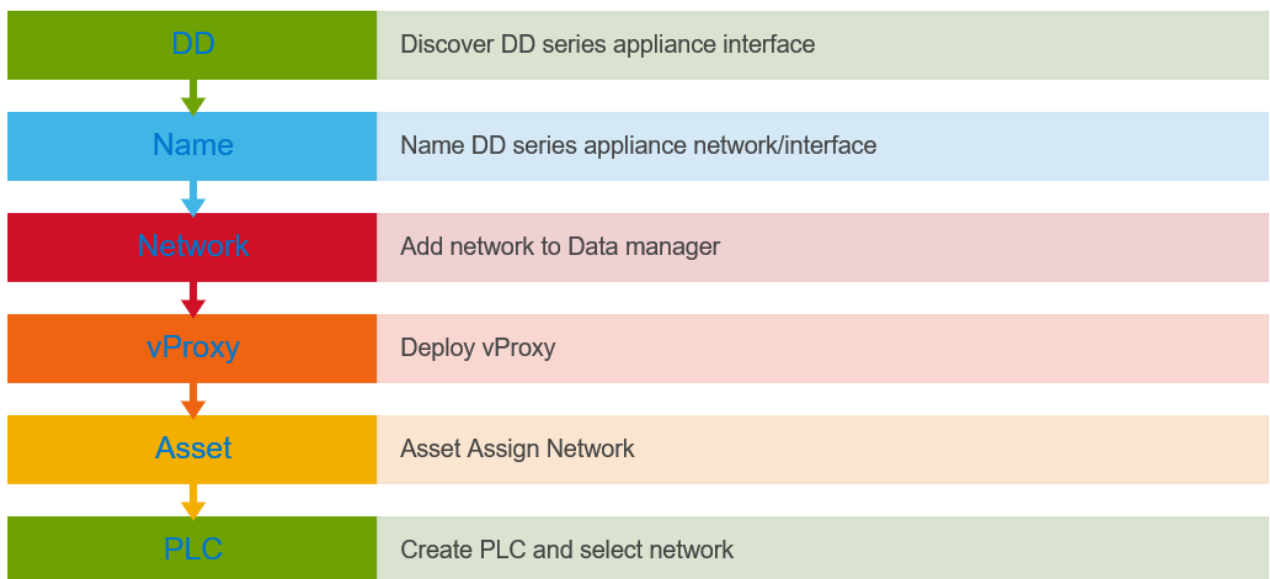 DD
Discover DD series appliance interface
Name
Name DD series appliance network/interface
Network
Add network to Data manager
vProxy
Deploy vProxy
Asset
Asset Assign Network
PLC
Create PLC and select network